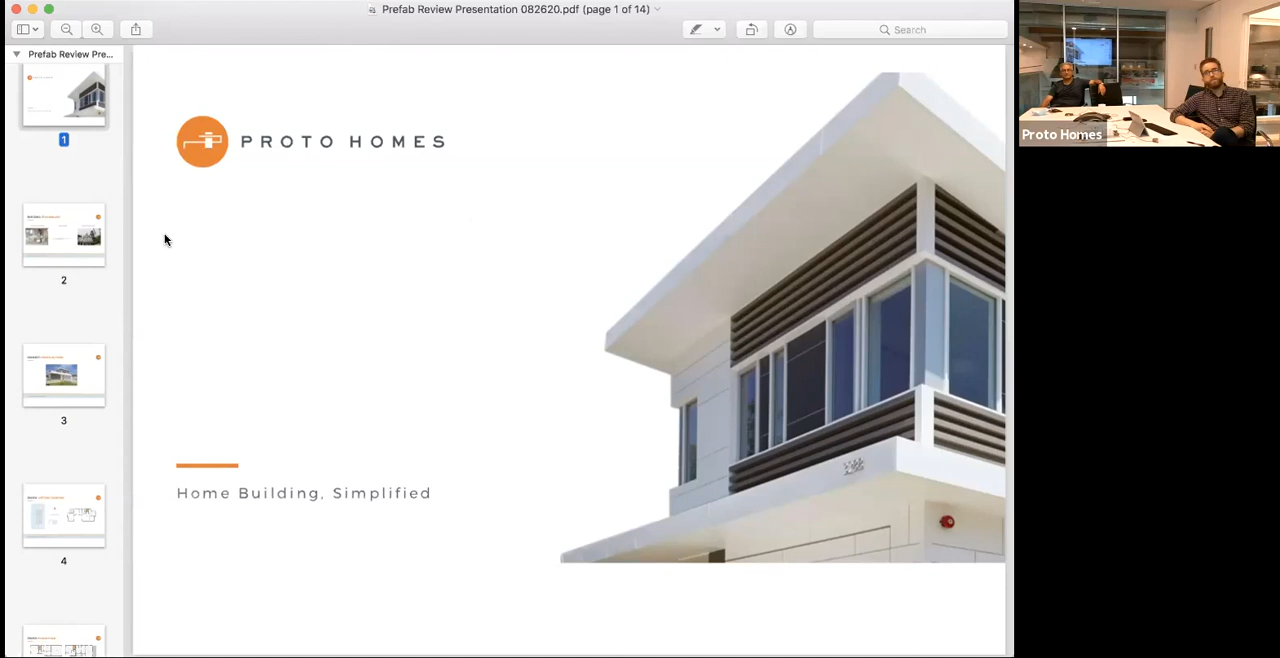 Prefab Review Presentation 082620.pdf (page 1 of 14)
Search
Prefab Review Pre...
1
2
3
4
PROTO HOMES
Home Building, Simplified
Proto Homes